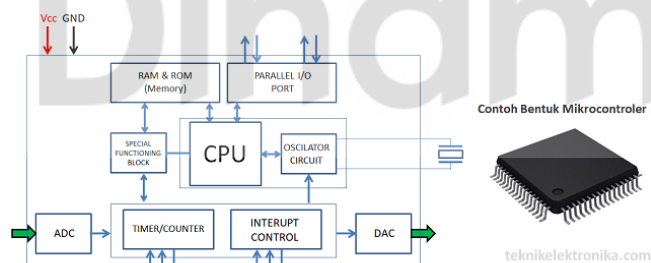 Vcc GND
Dinam
RAM & ROM
(Memory)
PARALLEL I/O
PORT
Contoh Bentuk Mikrocontroler
SPECIAL
FUNCTIONING
BLOCK
CPU
OSCILATOR
CIRCUIT
ADC
TIMER/COUNTER
INTERUPT
CONTROL
DAC
teknikelektronika.com